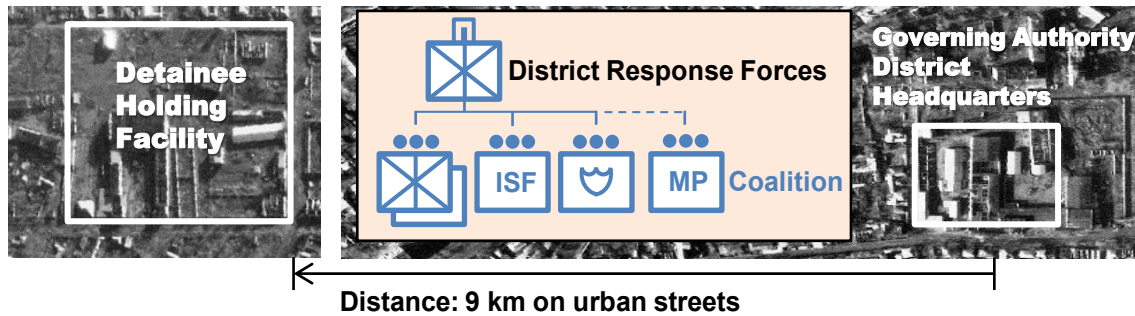 Detainee
Holding
Facility
District Response Forces
ISF
MP
Coalition
Governing Authority
District
Headquarters
Distance: 9 km on urban streets